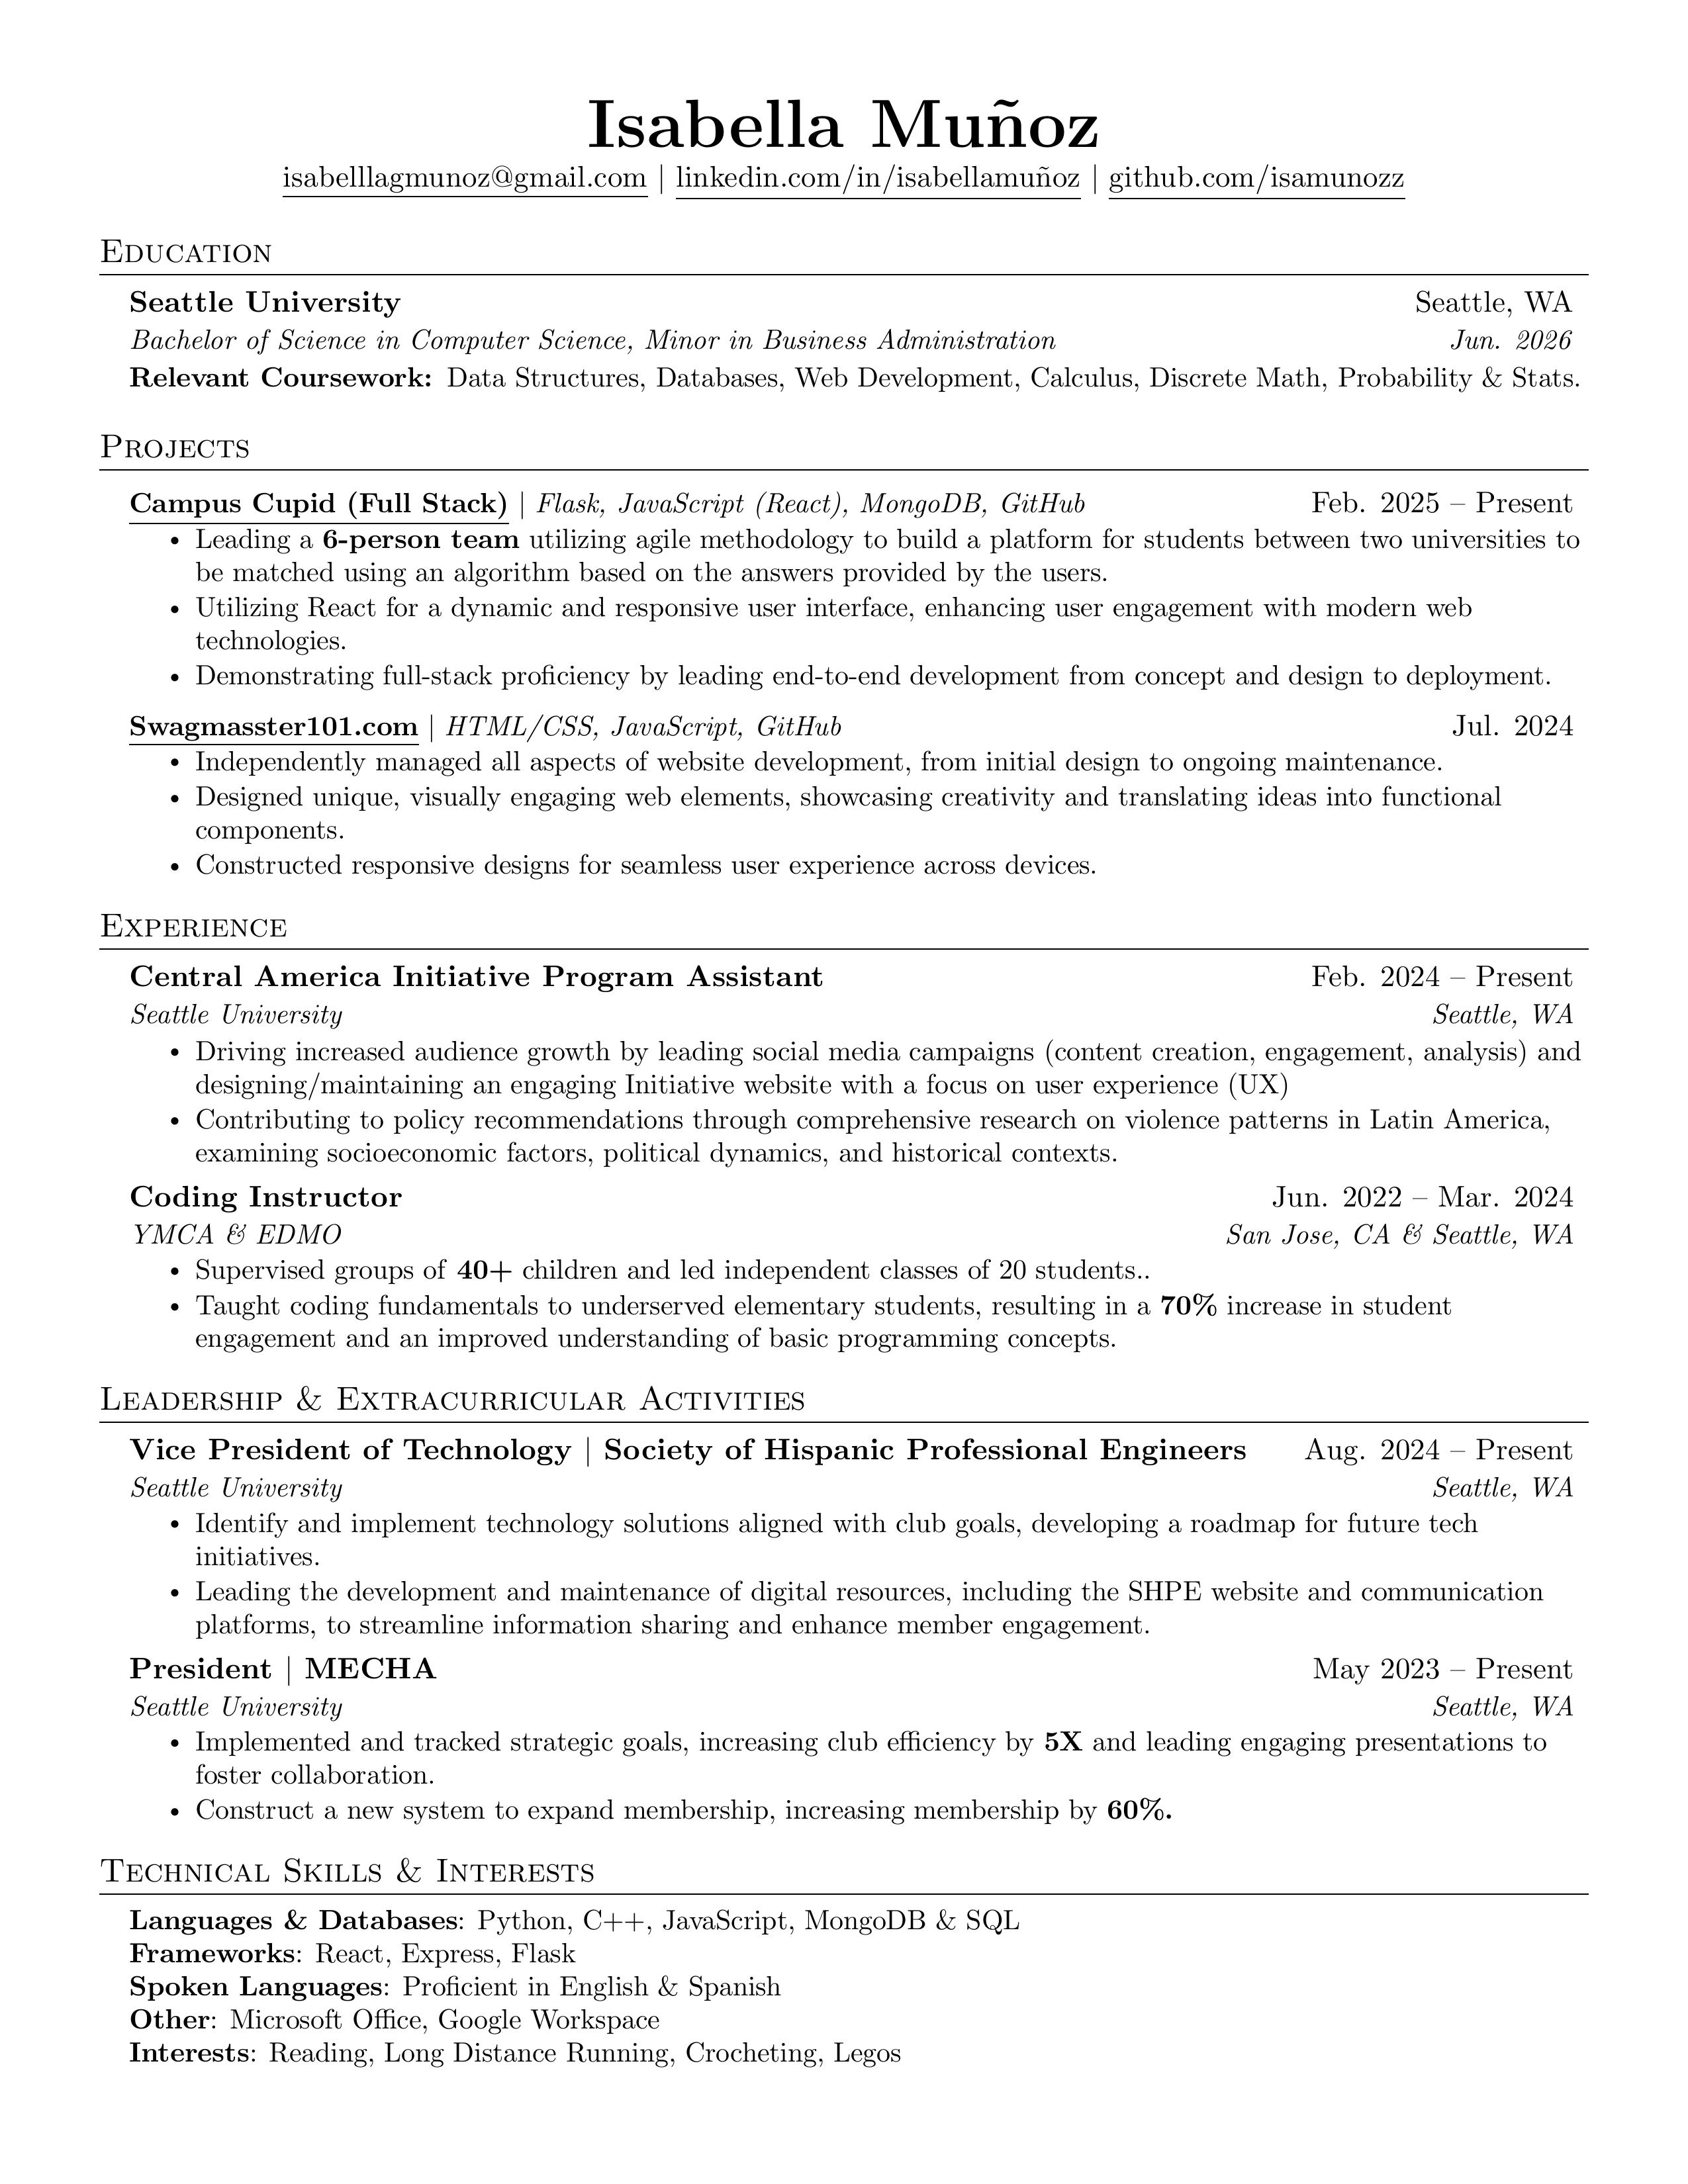 Isabella Muñoz
isabelllagmunoz@gmail.com | linkedin.com/in/isabellamuñoz | github.com/isamunozz
Education
Seattle University Seattle, WA
Bachelor of Science in Computer Science, Minor in Business Administration Jun. 2026
Relevant Coursework: Data Structures, Databases, Web Development, Calculus, Discrete Math, Probability & Stats.
Projects
Campus Cupid (Full Stack) | Flask, JavaScript (React), MongoDB, GitHub Feb. 2025 – Present
• Leading a 6-person team utilizing agile methodology to build a platform for students between two universities to
be matched using an algorithm based on the answers provided by the users.
• Utilizing React for a dynamic and responsive user interface, enhancing user engagement with modern web
technologies.
• Demonstrating full-stack proficiency by leading end-to-end development from concept and design to deployment.
Swagmasster101.com | HTML/CSS, JavaScript, GitHub Jul. 2024
• Independently managed all aspects of website development, from initial design to ongoing maintenance.
• Designed unique, visually engaging web elements, showcasing creativity and translating ideas into functional
components.
• Constructed responsive designs for seamless user experience across devices.
Experience
Central America Initiative Program Assistant Feb. 2024 – Present
Seattle University Seattle, WA
• Driving increased audience growth by leading social media campaigns (content creation, engagement, analysis) and
designing/maintaining an engaging Initiative website with a focus on user experience (UX)
• Contributing to policy recommendations through comprehensive research on violence patterns in Latin America,
examining socioeconomic factors, political dynamics, and historical contexts.
Coding Instructor Jun. 2022 – Mar. 2024
YMCA & EDMO San Jose, CA & Seattle, WA
• Supervised groups of 40+ children and led independent classes of 20 students..
• Taught coding fundamentals to underserved elementary students, resulting in a 70% increase in student
engagement and an improved understanding of basic programming concepts.
Leadership & Extracurricular Activities
Vice President of Technology | Society of Hispanic Professional Engineers Aug. 2024 – Present
Seattle University Seattle, WA
• Identify and implement technology solutions aligned with club goals, developing a roadmap for future tech
initiatives.
• Leading the development and maintenance of digital resources, including the SHPE website and communication
platforms, to streamline information sharing and enhance member engagement.
President | MECHA May 2023 – Present
Seattle University Seattle, WA
• Implemented and tracked strategic goals, increasing club efficiency by 5X and leading engaging presentations to
foster collaboration.
• Construct a new system to expand membership, increasing membership by 60%.
Technical Skills & Interests
Languages & Databases: Python, C++, JavaScript, MongoDB & SQL
Frameworks: React, Express, Flask
Spoken Languages: Proficient in English & Spanish
Other: Microsoft Office, Google Workspace
Interests: Reading, Long Distance Running, Crocheting, Legos